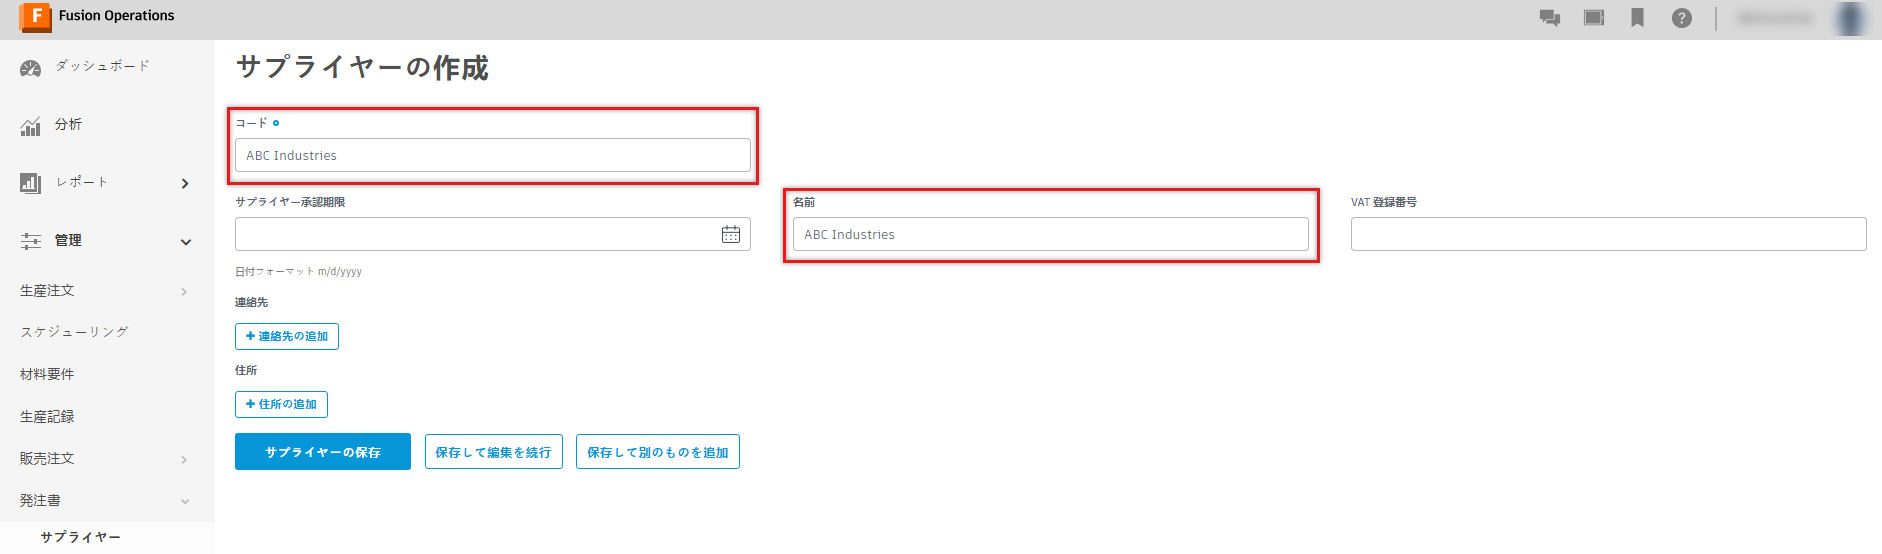 F Fusion Operations
ダッシュボード
分析
レポート
管理
生産注文
スケジューリング
材料要件
生産記録
販売注文
発注書
サプライヤー
サプライヤーの作成
コード
ABC Industries
サプライヤー承認期限
名前
VAT 登録番号
ABC Industries
日付フォーマット m/d/yyyy
連絡先
+ 連絡先の追加
住所
+ 住所の追加
サプライヤーの保存
保存して編集を続行
保存して別のものを追加